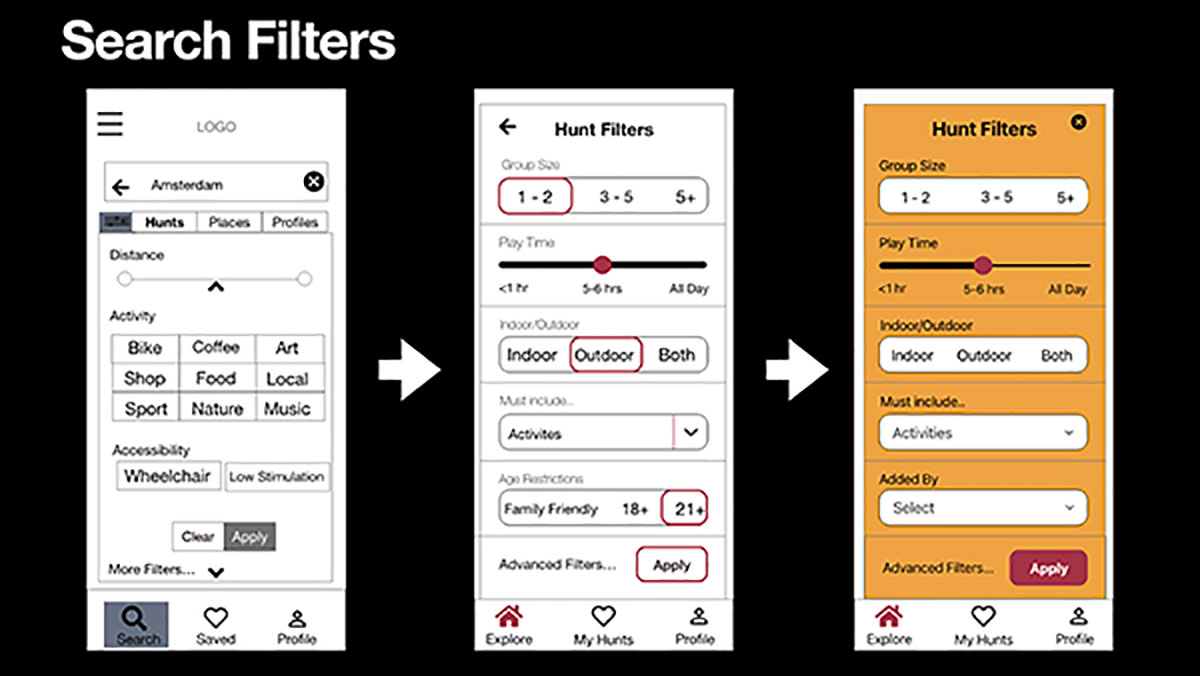 Search Filters
LOGO
Amsterdam
Hunts Places Profiles
Distance
Activity
Bike Coffee Art
Shop Food Local
Sport Nature Music
Accessibility
Wheelchair Low Stimulation
Clear Apply
More Filters...
Search Saved Profile
Hunt Filters
Group Size
1 - 2 3 - 5 5+
Play Time
<1 hr 5-6 hrs All Day
Indoor/Outdoor
Indoor Outdoor Both
Must include...
Activites
Age Restrictions
Family Friendly 18+ 21+
Advanced Filters... Apply
Explore My Hunts Profile
Hunt Filters
Group Size
1 - 2 3 - 5 5+
Play Time
<1 hr 5-6 hrs All Day
Indoor/Outdoor
Indoor Outdoor Both
Must include...
Activities
Added By
Select
Advanced Filters... Apply
Explore My Hunts Profile